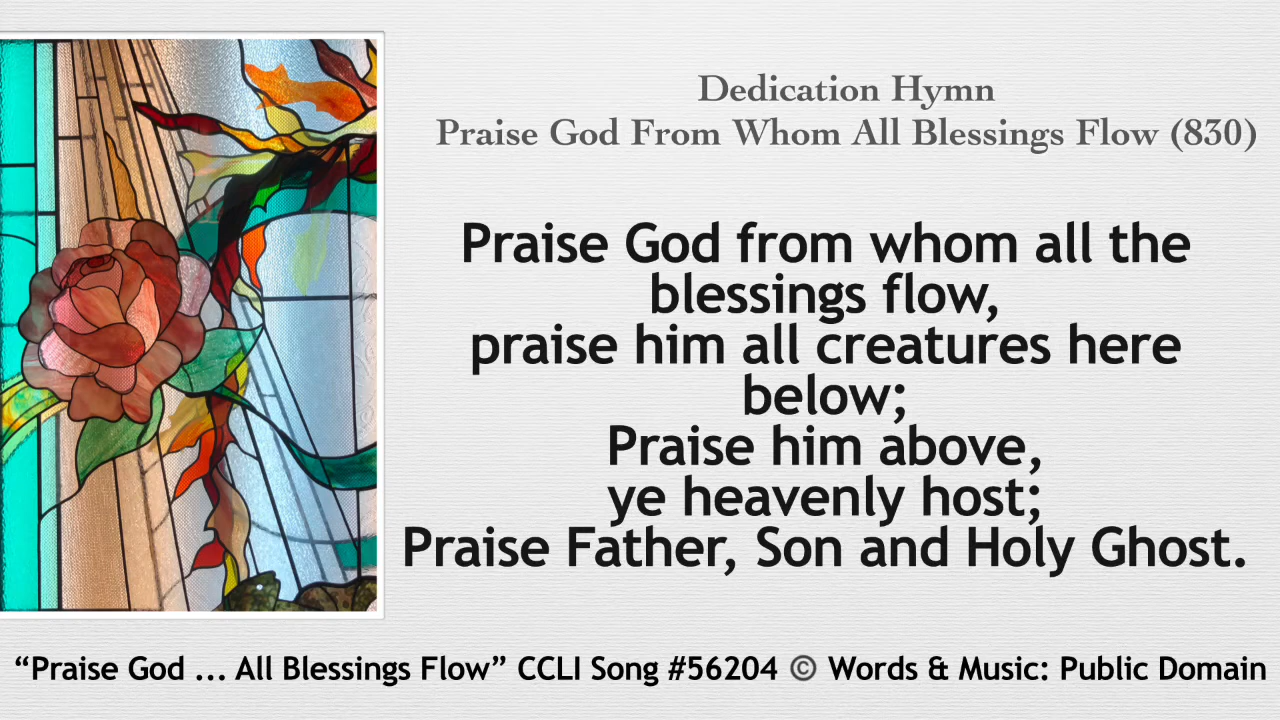 Dedication Hymn
Praise God From Whom All Blessings Flow (830)
Praise God from whom all the
blessings flow,
praise him all creatures here
below;
Praise him above,
ye heavenly host;
Praise Father, Son and Holy Ghost.
“Praise God ... All Blessings Flow” CCLI Song #56204 © Words & Music: Public Domain